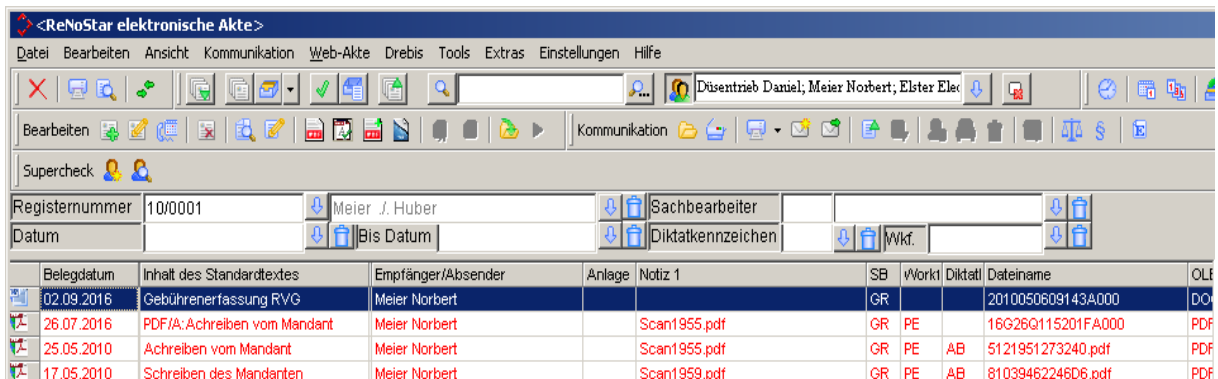 <ReNoStar elektronische Akte>
Datei Bearbeiten Ansicht Kommunikation Web-Akte Drebis Tools Extras Einstellungen Hilfe
Düsentrieb Daniel; Meier Norbert; Elster Elec
Bearbeiten Kommunikation § E
Supercheck
Registernummer 10/0001 Meier ./. Huber Sachbearbeiter
Datum Bis Datum Diktatkennzeichen Wkf.
Belegdatum Inhalt des Standardtextes Empfänger/Absender Anlage Notiz 1 SB Workt Diktatl Dateiname OLE
02.09.2016 Gebührenerfassung RVG Meier Norbert GR 2010050609143A000 DOC
26.07.2016 PDF/A:Achreiben vom Mandant Meier Norbert Scan1955.pdf GR PE 16G26Q115201FA000 PDF
25.05.2010 Achreiben vom Mandant Meier Norbert Scan1955.pdf GR PE AB 5121951273240.pdf PDF
17.05.2010 Schreiben des Mandanten Meier Norbert Scan1959.pdf GR PE AB 81039462246D6.pdf PDF